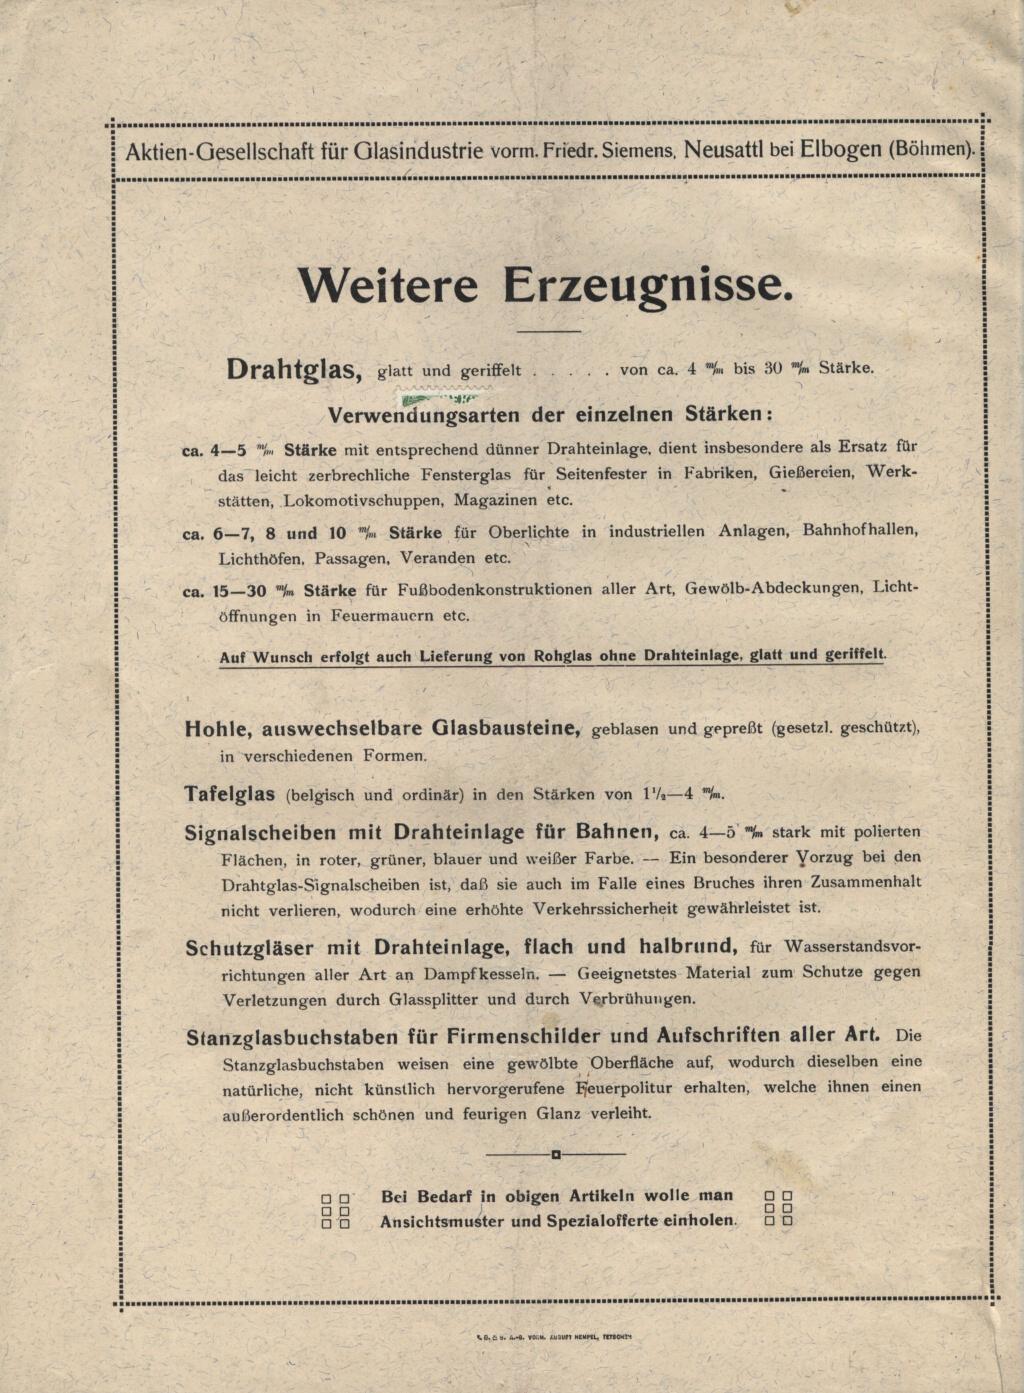 Aktien-Gesellschaft für Glasindustrie vorm. Friedr. Siemens, Neusattl bei Elbogen (Böhmen).
Weitere Erzeugnisse.
Drahtglas, glatt und geriffelt . . . . . von ca. 4 m/m bis 30 m/m Stärke.
Verwendungsarten der einzelnen Stärken:
ca. 4—5 m/m Stärke mit entsprechend dünner Drahteinlage, dient insbesondere als Ersatz für
das leicht zerbrechliche Fensterglas für Seitenfester in Fabriken, Gießereien, Werk-
stätten, Lokomotivschuppen, Magazinen etc.
ca. 6—7, 8 und 10 m/m Stärke für Oberlichte in industriellen Anlagen, Bahnhofhallen,
Lichthöfen, Passagen, Veranden etc.
ca. 15—30 m/m Stärke für Fußbodenkonstruktionen aller Art, Gewölb-Abdeckungen, Licht-
öffnungen in Feuermauern etc.
Auf Wunsch erfolgt auch Lieferung von Rohglas ohne Drahteinlage, glatt und geriffelt.
Hohle, auswechselbare Glasbausteine, geblasen und gepreßt (gesetzl. geschützt),
in verschiedenen Formen.
Tafelglas (belgisch und ordinär) in den Stärken von 1½—4 m/m.
Signalscheiben mit Drahteinlage für Bahnen, ca. 4—5 m/m stark mit polierten
Flächen, in roter, grüner, blauer und weißer Farbe. — Ein besonderer Vorzug bei den
Drahtglas-Signalscheiben ist, daß sie auch im Falle eines Bruches ihren Zusammenhalt
nicht verlieren, wodurch eine erhöhte Verkehrssicherheit gewährleistet ist.
Schutzgläser mit Drahteinlage, flach und halbrund, für Wasserstandsvor-
richtungen aller Art an Dampfkesseln. — Geeignetstes Material zum Schutze gegen
Verletzungen durch Glassplitter und durch Verbrühungen.
Stanzglasbuchstaben für Firmenschilder und Aufschriften aller Art. Die
Stanzglasbuchstaben weisen eine gewölbte Oberfläche auf, wodurch dieselben eine
natürliche, nicht künstlich hervorgerufene Feuerpolitur erhalten, welche ihnen einen
außerordentlich schönen und feurigen Glanz verleiht.
Bei Bedarf in obigen Artikeln wolle man
Ansichtsmuster und Spezialofferte einholen.
VORM. AUGUST HEMPEL, TETSCHEN